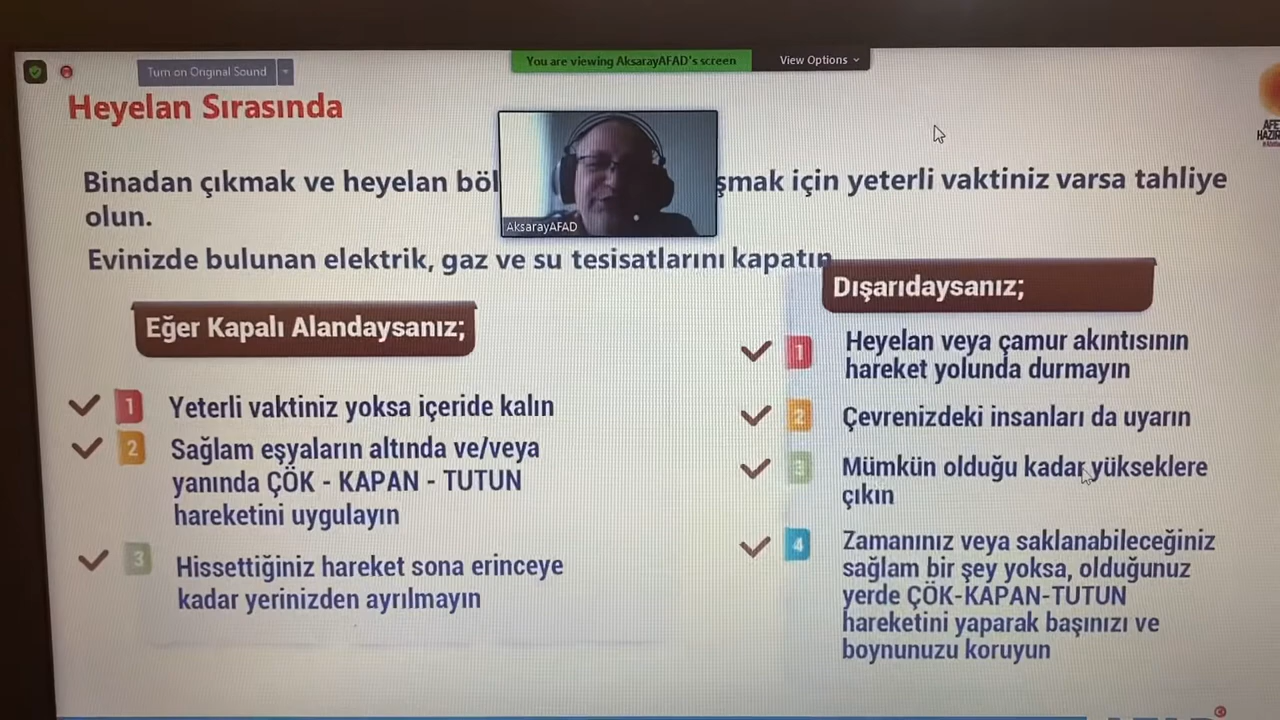 Turn on Original Sound
You are viewing AksarayAFAD's screen
View Options
Heyelan Sırasında
Binadan çıkmak ve heyelan böl
şmak için yeterli vaktiniz varsa tahliye
olun.
AksarayAFAD
Evinizde bulunan elektrik, gaz ve su tesisatlarını kapatın
Eğer Kapalı Alandaysanız;
1 Yeterli vaktiniz yoksa içeride kalın
2 Sağlam eşyaların altında ve/veya
yanında ÇÖK - KAPAN - TUTUN
hareketini uygulayın
3 Hissettiğiniz hareket sona erinceye
kadar yerinizden ayrılmayın
Dışarıdaysanız;
1 Heyelan veya çamur akıntısının
hareket yolunda durmayın
2 Çevrenizdeki insanları da uyarın
3 Mümkün olduğu kadar yükseklere
çıkın
4 Zamanınız veya saklanabileceğiniz
sağlam bir şey yoksa, olduğunuz
yerde ÇÖK-KAPAN-TUTUN
hareketini yaparak başınızı ve
boynunuzu koruyun